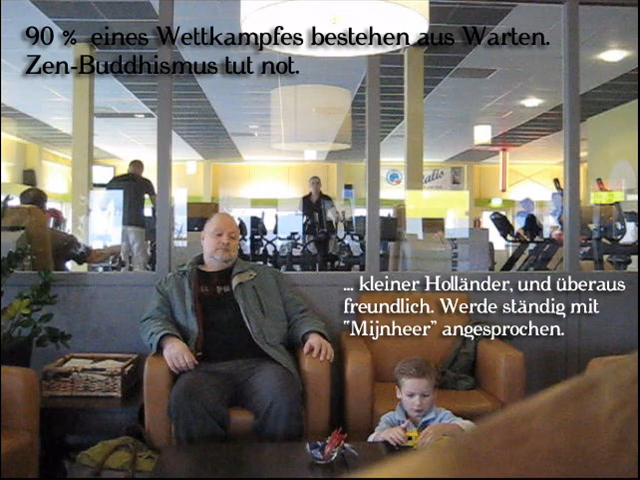 90 % eines Wettkampfes bestehen aus Warten.
Zen-Buddhismus tut not.
... kleiner Holländer, und überaus
freundlich. Werde ständig mit
"Mijnheer" angesprochen.